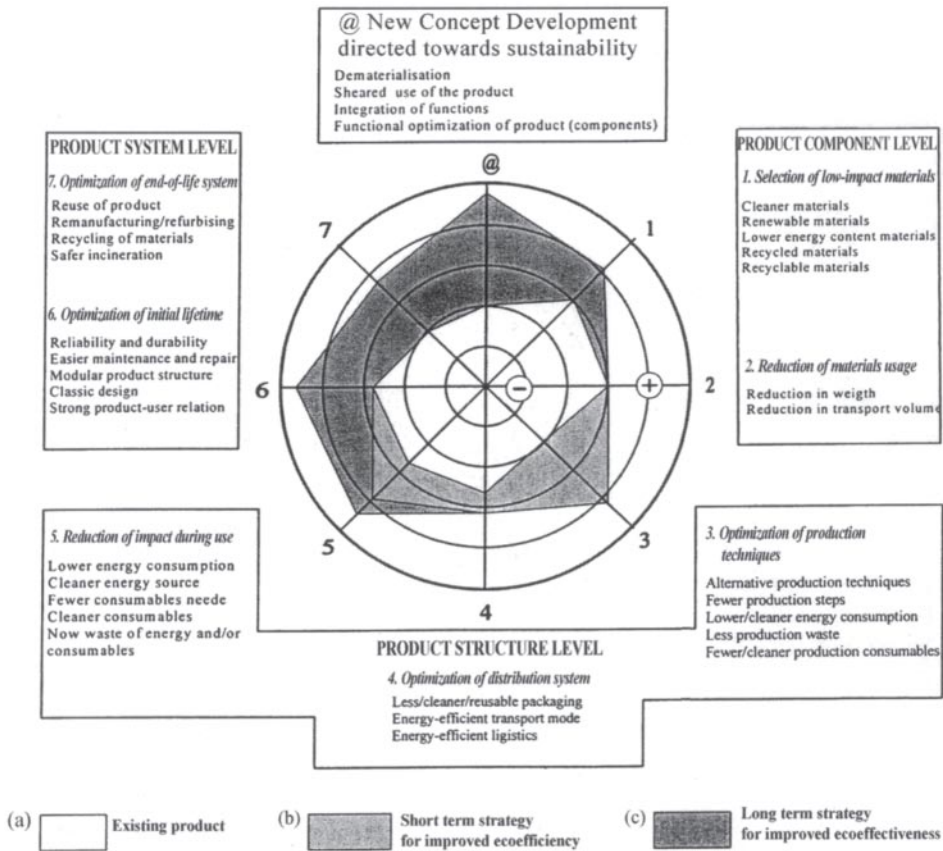 @ New Concept Development
directed towards sustainability
Dematerialisation
Sheared use of the product
Integration of functions
Functional optimization of product (components)
PRODUCT SYSTEM LEVEL
7. Optimization of end-of-life system
Reuse of product
Remanufacturing/refurbising
Recycling of materials
Safer incineration
6. Optimization of initial lifetime
Reliability and durability
Easier maintenance and repair
Modular product structure
Classic design
Strong product-user relation
@
7
1
6
2
5
3
4
−
+
PRODUCT COMPONENT LEVEL
1. Selection of low-impact materials
Cleaner materials
Renewable materials
Lower energy content materials
Recycled materials
Recyclable materials
2. Reduction of materials usage
Reduction in weigth
Reduction in transport volume
5. Reduction of impact during use
Lower energy consumption
Cleaner energy source
Fewer consumables neede
Cleaner consumables
Now waste of energy and/or
consumables
3. Optimization of production
techniques
Alternative production techniques
Fewer production steps
Lower/cleaner energy consumption
Less production waste
Fewer/cleaner production consumables
PRODUCT STRUCTURE LEVEL
4. Optimization of distribution system
Less/cleaner/reusable packaging
Energy-efficient transport mode
Energy-efficient ligistics
(a) Existing product
(b) Short term strategy
for improved ecoefficiency
(c) Long term strategy
for improved ecoeffectiveness